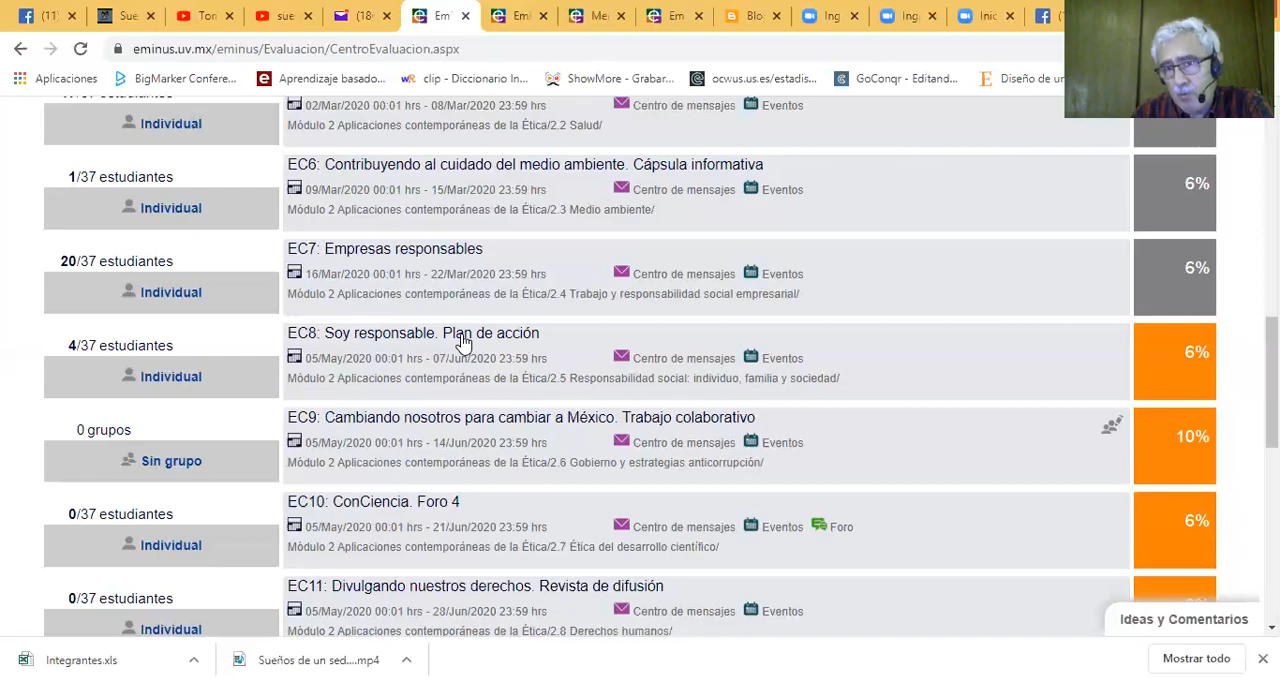 (11)
Sue
Tori
sue
(18
Em
Emi
Me
Em
Blo
Ing
Ing
Inic
(1
eminus.uv.mx/eminus/Evaluacion/CentroEvaluacion.aspx
Aplicaciones
BigMarker Confere...
Aprendizaje basado...
clip - Diccionario In...
ShowMore - Grabar...
ocwus.us.es/estadis...
GoConqr - Editand...
Diseño de un
estudiantes
Individual
02/Mar/2020 00:01 hrs - 08/Mar/2020 23:59 hrs
Centro de mensajes
Eventos
Módulo 2 Aplicaciones contemporáneas de la Ética/2.2 Salud/
1/37 estudiantes
Individual
EC6: Contribuyendo al cuidado del medio ambiente. Cápsula informativa
09/Mar/2020 00:01 hrs - 15/Mar/2020 23:59 hrs
Centro de mensajes
Eventos
Módulo 2 Aplicaciones contemporáneas de la Ética/2.3 Medio ambiente/
6%
20/37 estudiantes
Individual
EC7: Empresas responsables
16/Mar/2020 00:01 hrs - 22/Mar/2020 23:59 hrs
Centro de mensajes
Eventos
Módulo 2 Aplicaciones contemporáneas de la Ética/2.4 Trabajo y responsabilidad social empresarial/
6%
4/37 estudiantes
Individual
EC8: Soy responsable. Plan de acción
05/May/2020 00:01 hrs - 07/Jun/2020 23:59 hrs
Centro de mensajes
Eventos
Módulo 2 Aplicaciones contemporáneas de la Ética/2.5 Responsabilidad social: individuo, familia y sociedad/
6%
0 grupos
Sin grupo
EC9: Cambiando nosotros para cambiar a México. Trabajo colaborativo
05/May/2020 00:01 hrs - 14/Jun/2020 23:59 hrs
Centro de mensajes
Eventos
Módulo 2 Aplicaciones contemporáneas de la Ética/2.6 Gobierno y estrategias anticorrupción/
10%
0/37 estudiantes
Individual
EC10: ConCiencia. Foro 4
05/May/2020 00:01 hrs - 21/Jun/2020 23:59 hrs
Centro de mensajes
Eventos
Foro
Módulo 2 Aplicaciones contemporáneas de la Ética/2.7 Ética del desarrollo científico/
6%
0/37 estudiantes
Individual
EC11: Divulgando nuestros derechos. Revista de difusión
05/May/2020 00:01 hrs - 28/Jun/2020 23:59 hrs
Centro de mensajes
Eventos
Módulo 2 Aplicaciones contemporáneas de la Ética/2.8 Derechos humanos/
Ideas y Comentarios
Integrantes.xls
Sueños de un sed....mp4
Mostrar todo